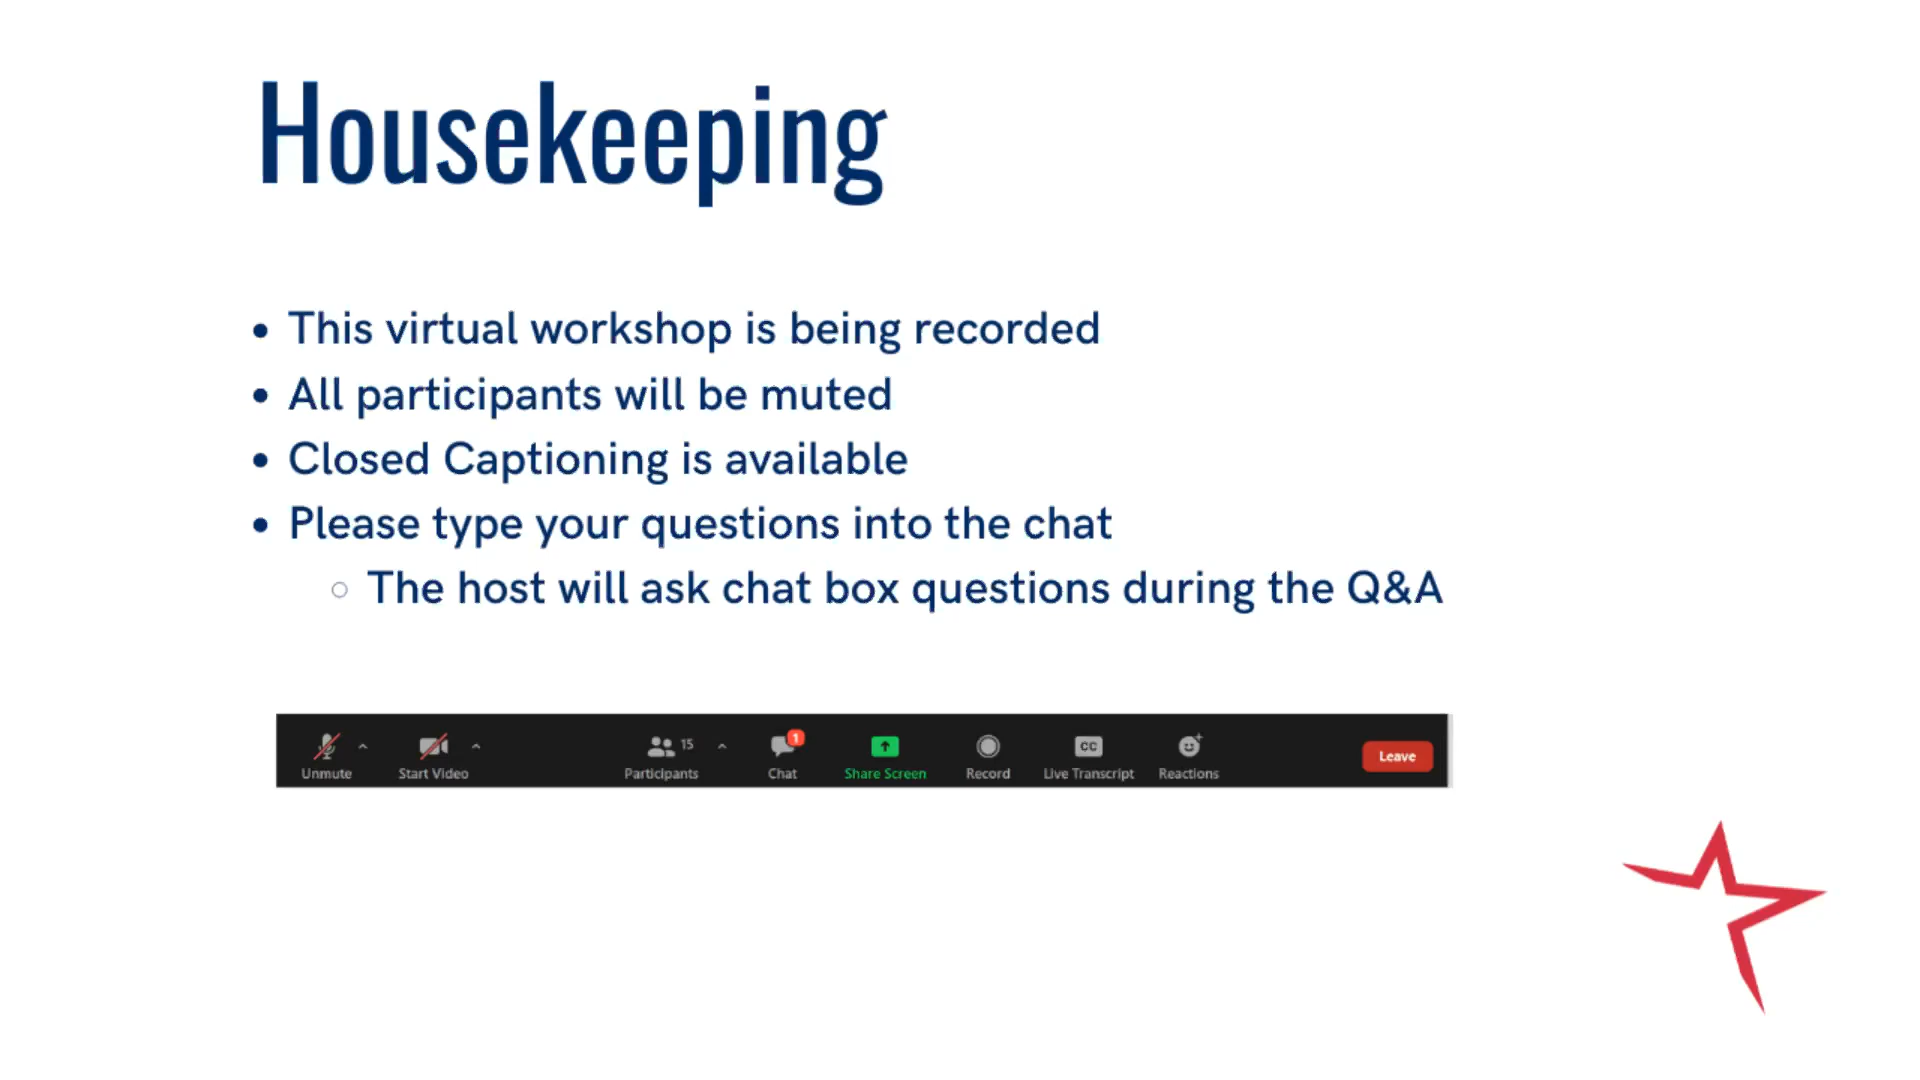 Housekeeping
• This virtual workshop is being recorded
• All participants will be muted
• Closed Captioning is available
• Please type your questions into the chat
○ The host will ask chat box questions during the Q&A
15 1 CC
Unmute Start Video Participants Chat Share Screen Record Live Transcript Reactions Leave